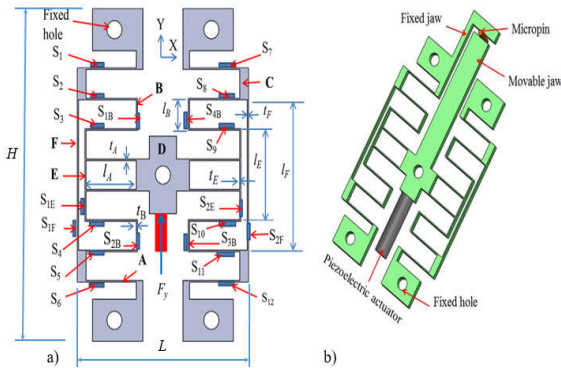 Fixed hole
Y
X
S1
S2
S3
S1B
B
lB
S7
S8
S4B
S9
C
tF
H
F
E
D
tA
lA
tE
lE
lF
S1E
S1F
S4
S5
S6
tB
S2B
A
Fy
S2E
S10
S3B
S2F
S11
S12
L
a)
Fixed jaw
Micropin
Movable jaw
Piezoelectric actuator
Fixed hole
b)